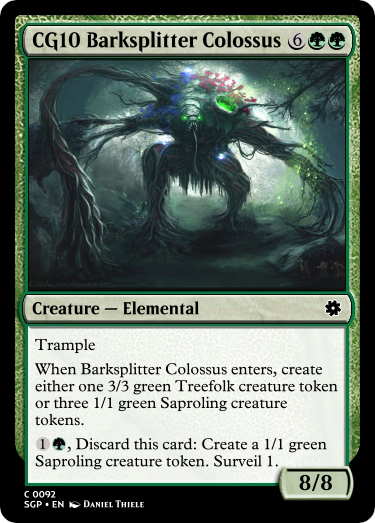 CG10 Barksplitter Colossus 6
Creature — Elemental
Trample
When Barksplitter Colossus enters, create
either one 3/3 green Treefolk creature token
or three 1/1 green Saproling creature
tokens.
1, Discard this card: Create a 1/1 green
Saproling creature token. Surveil 1.
8/8
C 0092
SGP • EN DANIEL THIELE